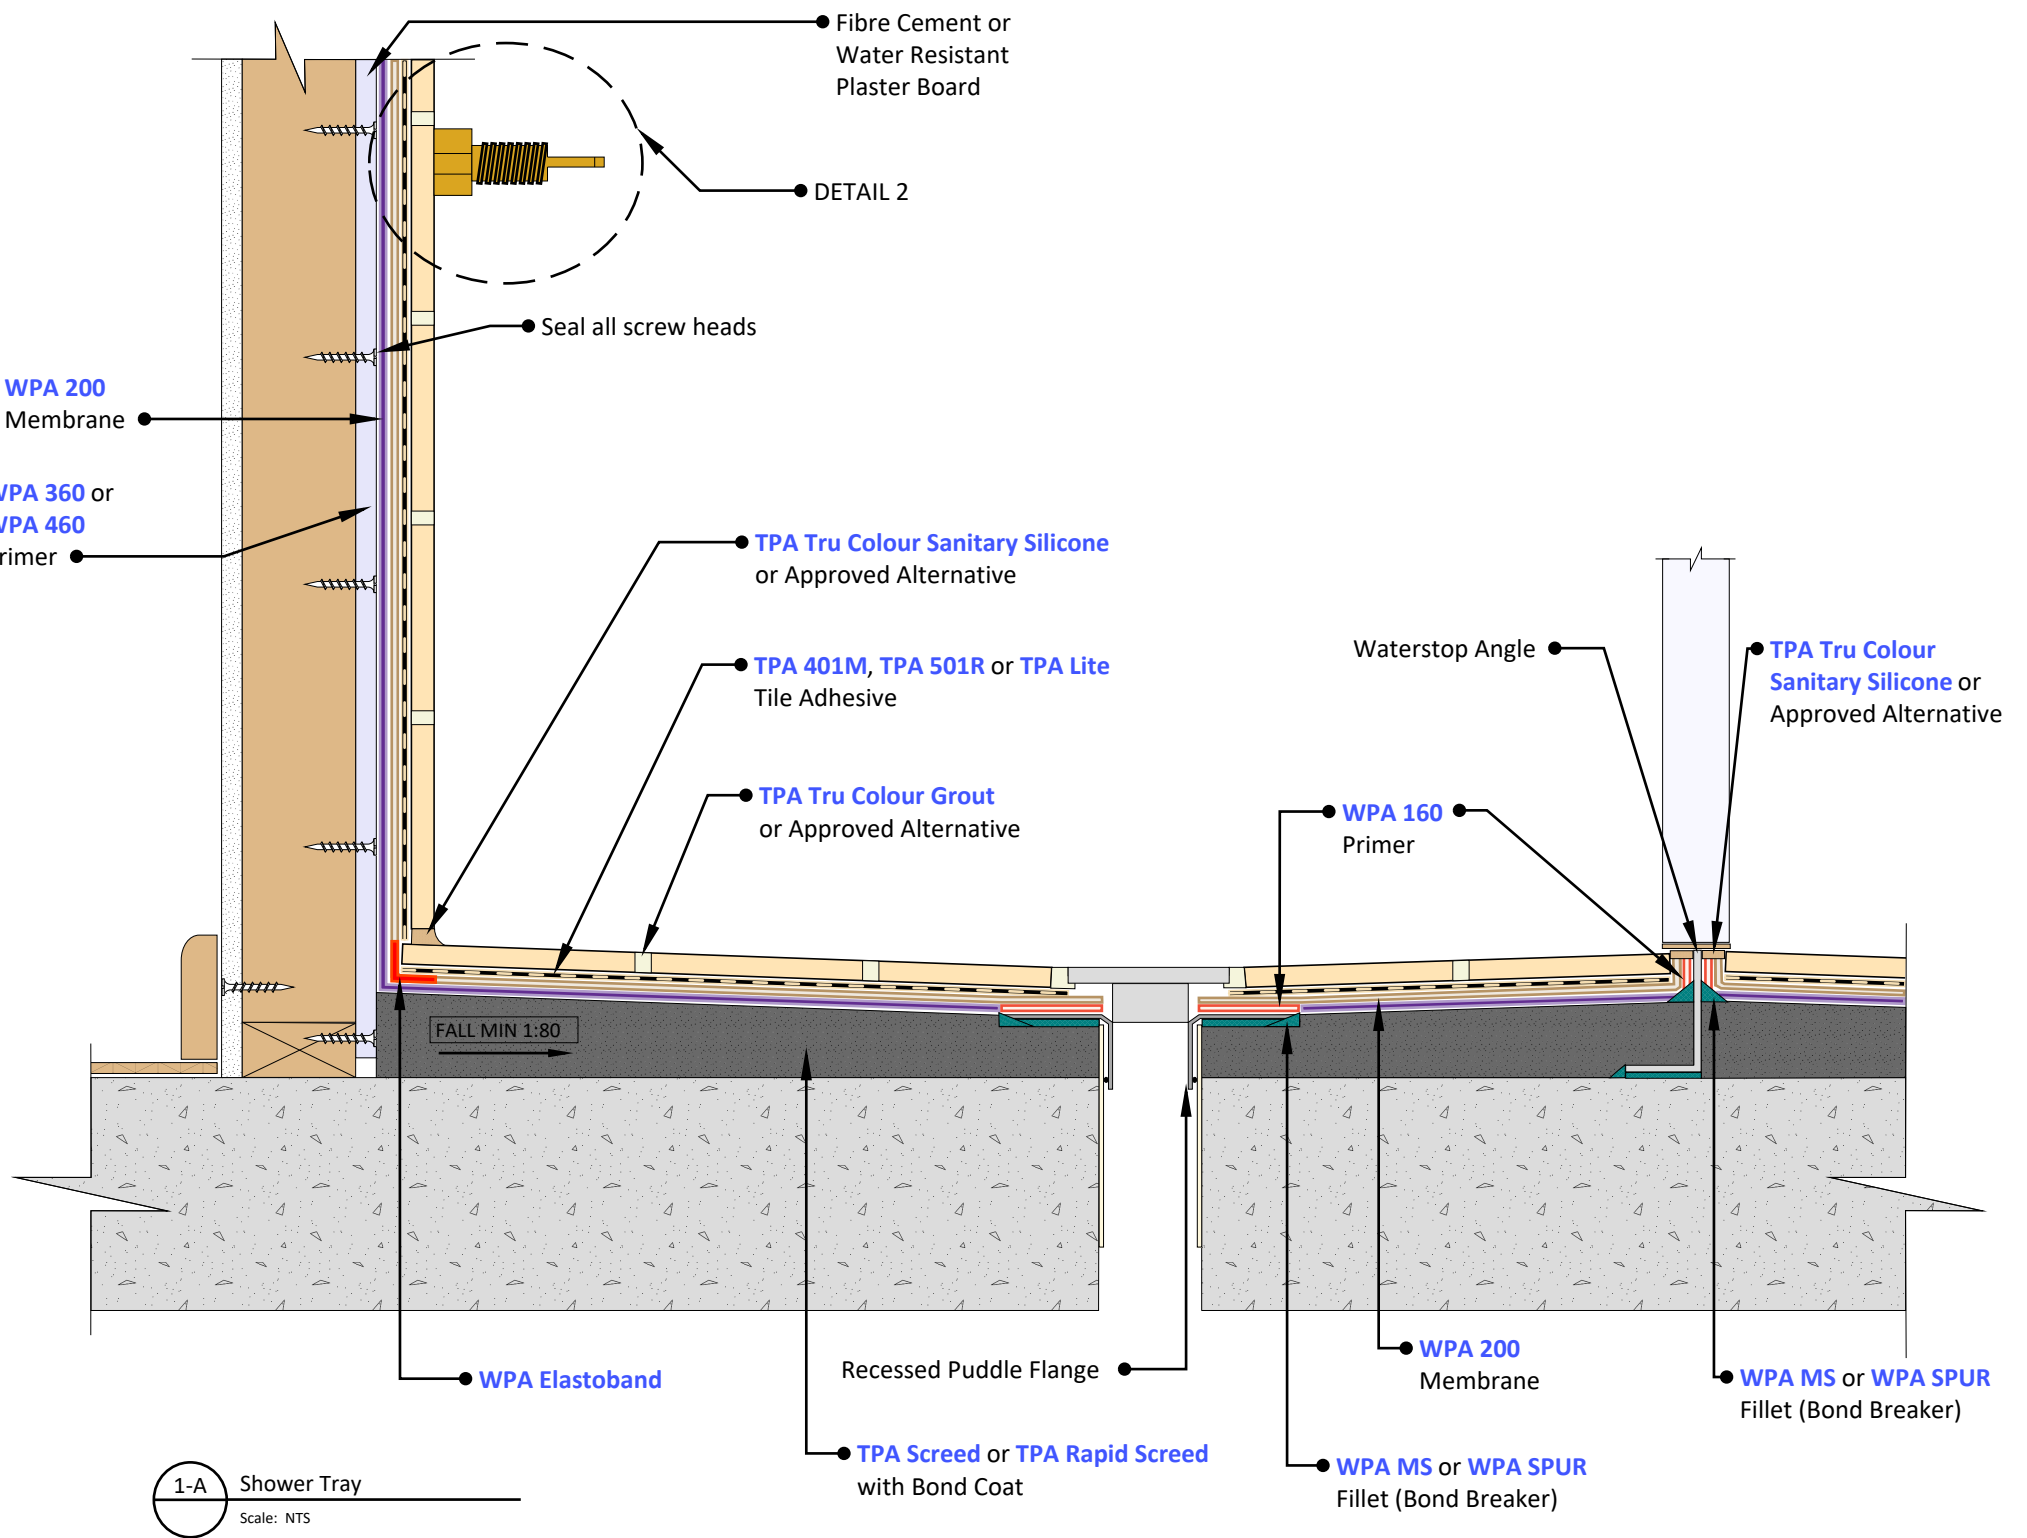 Fibre Cement or
Water Resistant
Plaster Board
DETAIL 2
Seal all screw heads
WPA 200
Membrane
WPA 360 or
WPA 460
rimer
TPA Tru Colour Sanitary Silicone
or Approved Alternative
TPA 401M, TPA 501R or TPA Lite
Tile Adhesive
TPA Tru Colour Grout
or Approved Alternative
Waterstop Angle
TPA Tru Colour
Sanitary Silicone or
Approved Alternative
WPA 160
Primer
FALL MIN 1:80
WPA Elastoband
Recessed Puddle Flange
WPA 200
Membrane
WPA MS or WPA SPUR
Fillet (Bond Breaker)
TPA Screed or TPA Rapid Screed
with Bond Coat
WPA MS or WPA SPUR
Fillet (Bond Breaker)
1-A
Shower Tray
Scale: NTS